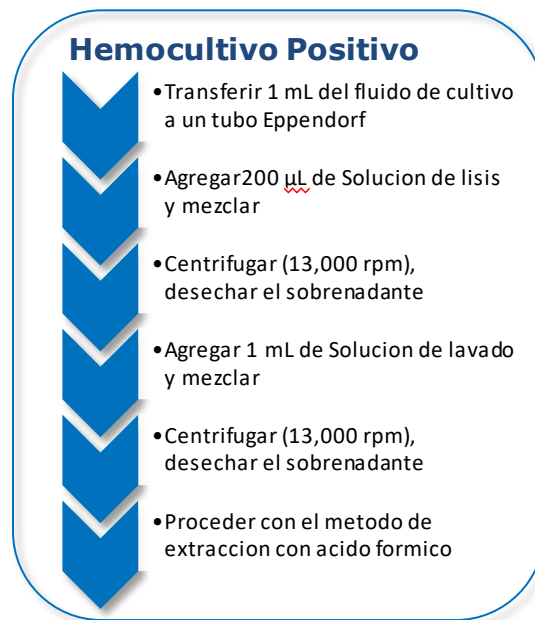 Hemocultivo Positivo
•Transferir 1 mL del fluido de cultivo
a un tubo Eppendorf
•Agregar200 µL de Solucion de lisis
y mezclar
•Centrifugar (13,000 rpm),
desechar el sobrenadante
•Agregar 1 mL de Solucion de lavado
y mezclar
•Centrifugar (13,000 rpm),
desechar el sobrenadante
•Proceder con el metodo de
extraccion con acido formico